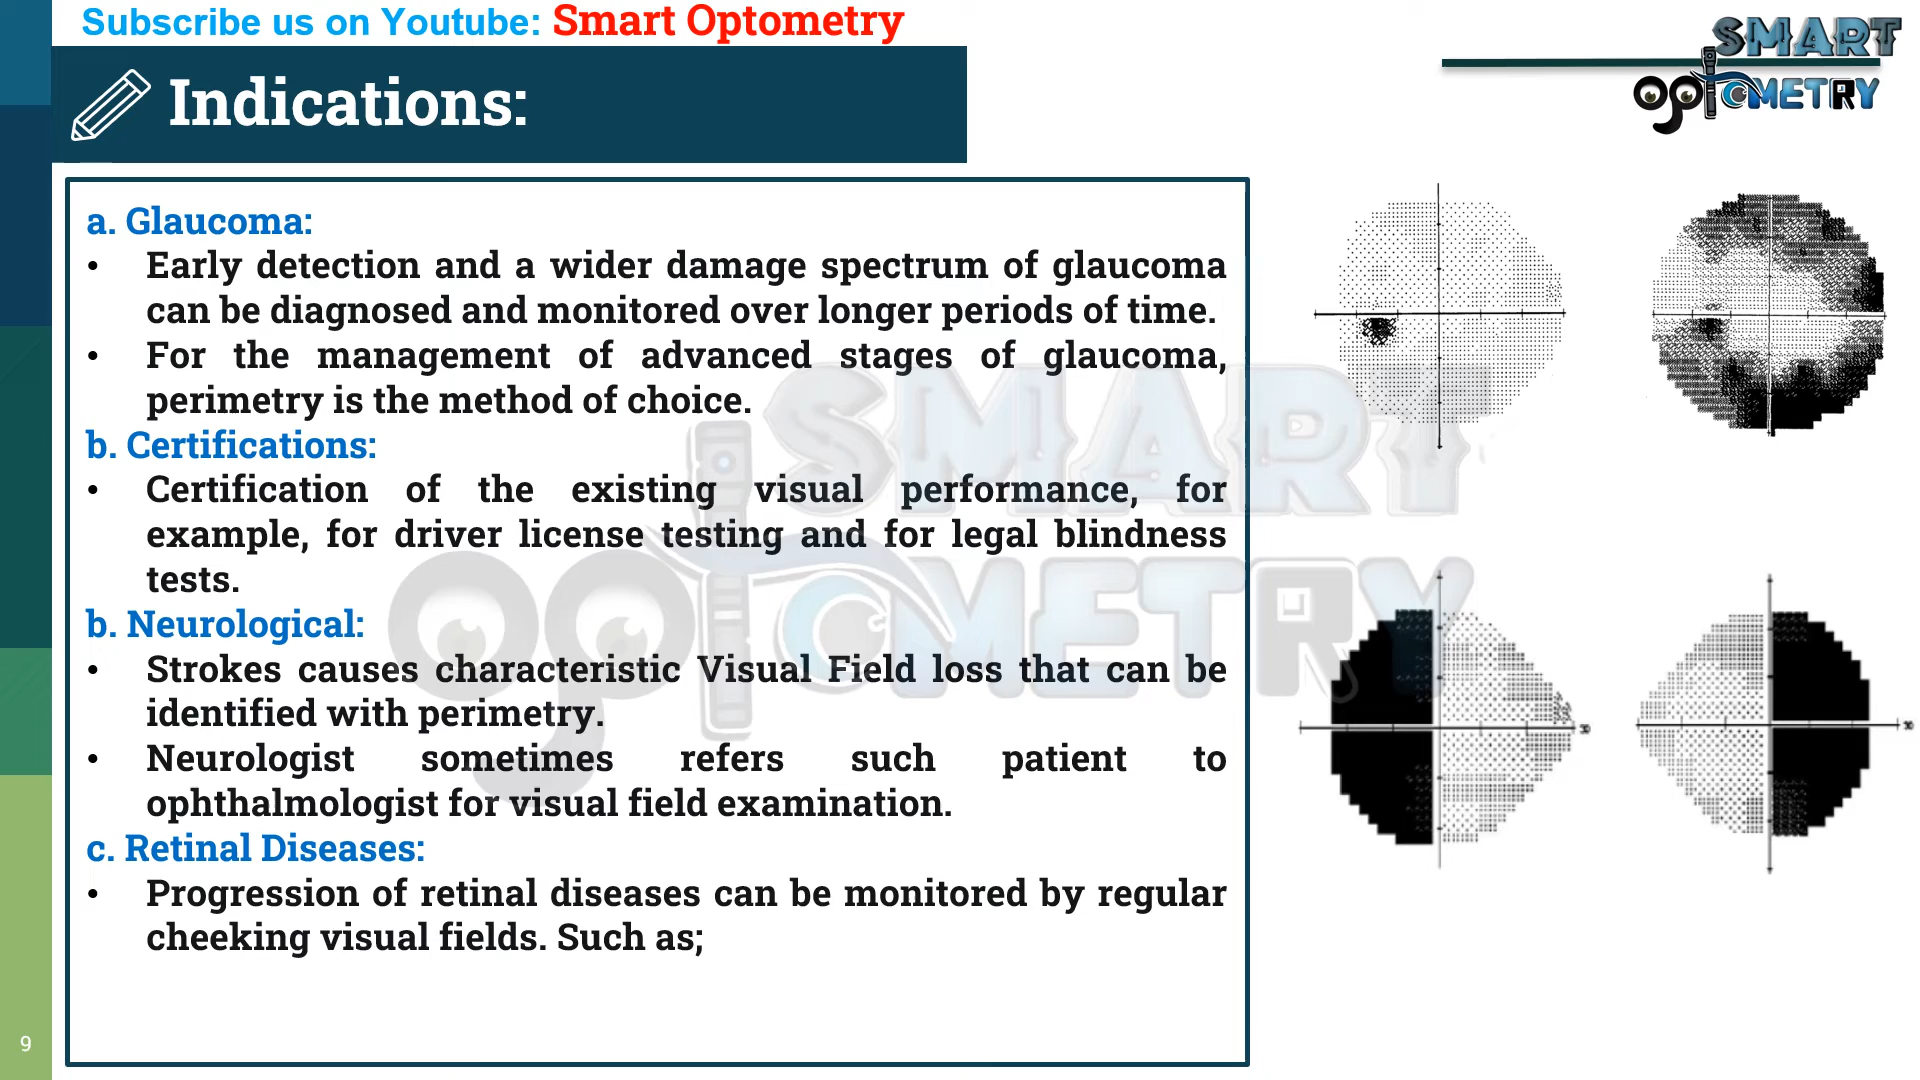 Subscribe us on Youtube: Smart Optometry
SMART
OptOMETRY
Indications:
a. Glaucoma:
• Early detection and a wider damage spectrum of glaucoma
can be diagnosed and monitored over longer periods of time.
• For the management of advanced stages of glaucoma,
perimetry is the method of choice.
b. Certifications:
• Certification of the existing visual performance, for
example, for driver license testing and for legal blindness
tests.
b. Neurological:
• Strokes causes characteristic Visual Field loss that can be
identified with perimetry.
• Neurologist sometimes refers such patient to
ophthalmologist for visual field examination.
c. Retinal Diseases:
• Progression of retinal diseases can be monitored by regular
cheeking visual fields. Such as;
SMART
OptOMETRY
9